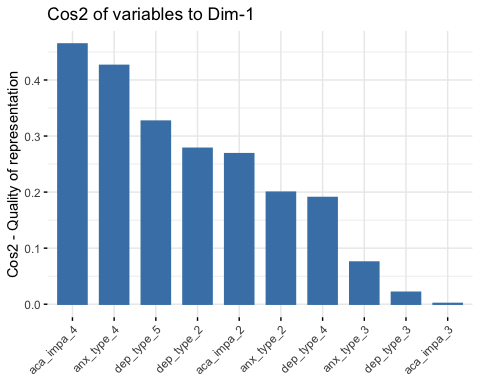 Cos2 of variables to Dim-1
Cos2 - Quality of representation
0.4
0.3
0.2
0.1
0.0
aca_impa_4
anx_type_4
dep_type_5
dep_type_2
aca_impa_2
anx_type_2
dep_type_4
anx_type_3
dep_type_3
aca_impa_3